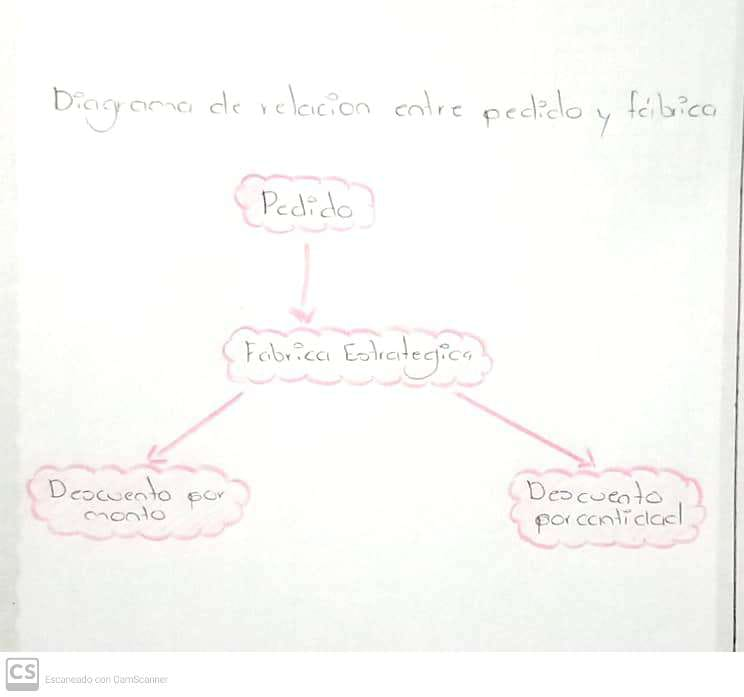 Diagrama de relacion entre pedido y fábrica
Pedido
Fabrica Estrategica
Descuento por
monto
Descuento
por cantidad
CS Escaneado con CamScanner